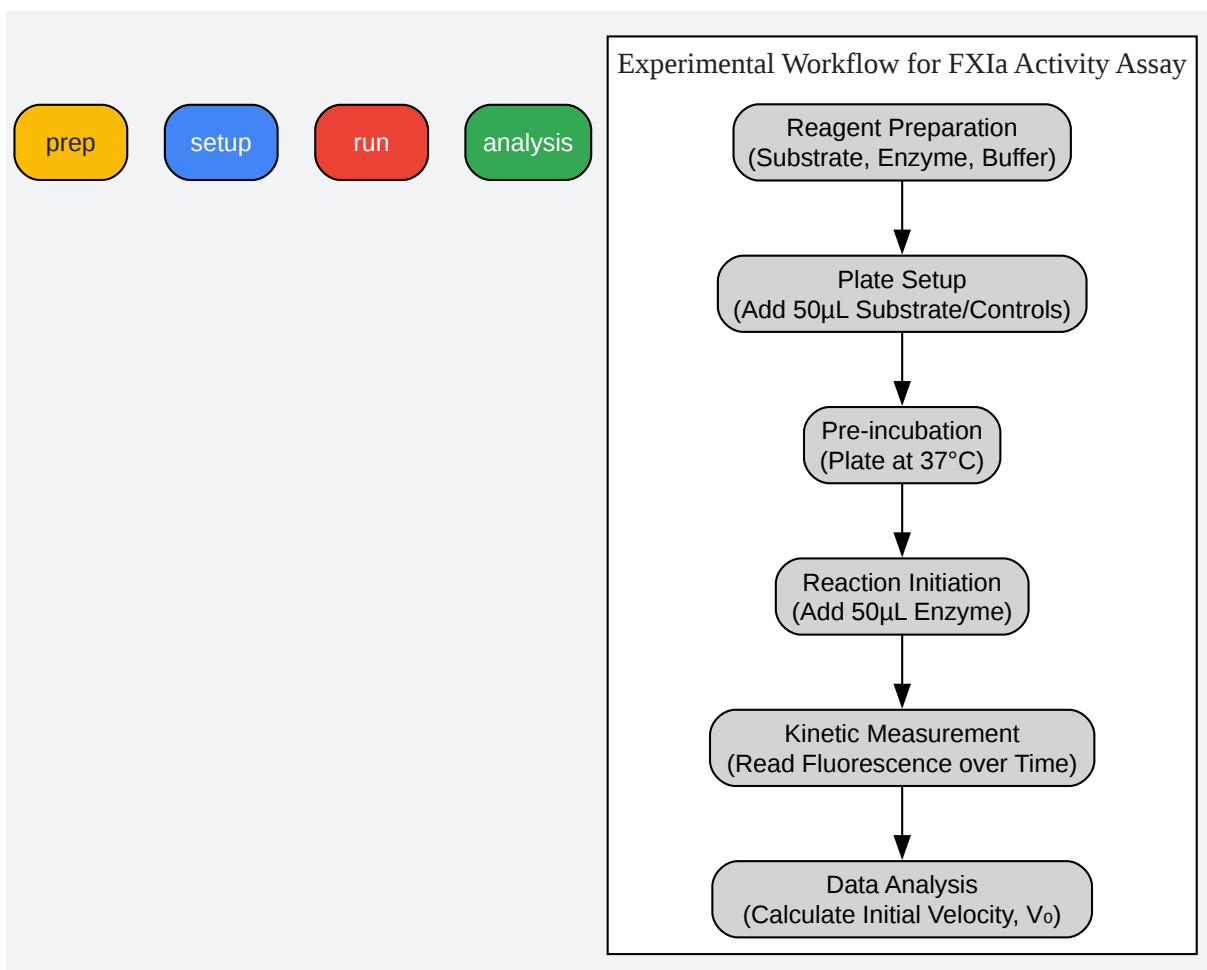 Experimental Workflow for FXIa Activity Assay
prep
setup
run
analysis
Reagent Preparation
(Substrate, Enzyme, Buffer)
Plate Setup
(Add 50µL Substrate/Controls)
Pre-incubation
(Plate at 37°C)
Reaction Initiation
(Add 50µL Enzyme)
Kinetic Measurement
(Read Fluorescence over Time)
Data Analysis
(Calculate Initial Velocity, V₀)